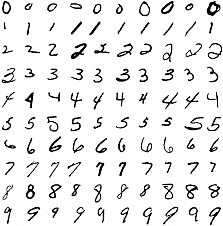 0 0 0 0 0 0 0 0 0 0
1 1 1 1 1 1 1 1 1 1
2 2 2 2 2 2 2 2 2 2
3 3 3 3 3 3 3 3 3 3
4 4 4 4 4 4 4 4 4 4
5 5 5 5 5 5 5 5 5 5
6 6 6 6 6 6 6 6 6 6
7 7 7 7 7 7 7 7 7 7
8 8 8 8 8 8 8 8 8 8
9 9 9 9 9 9 9 9 9 9